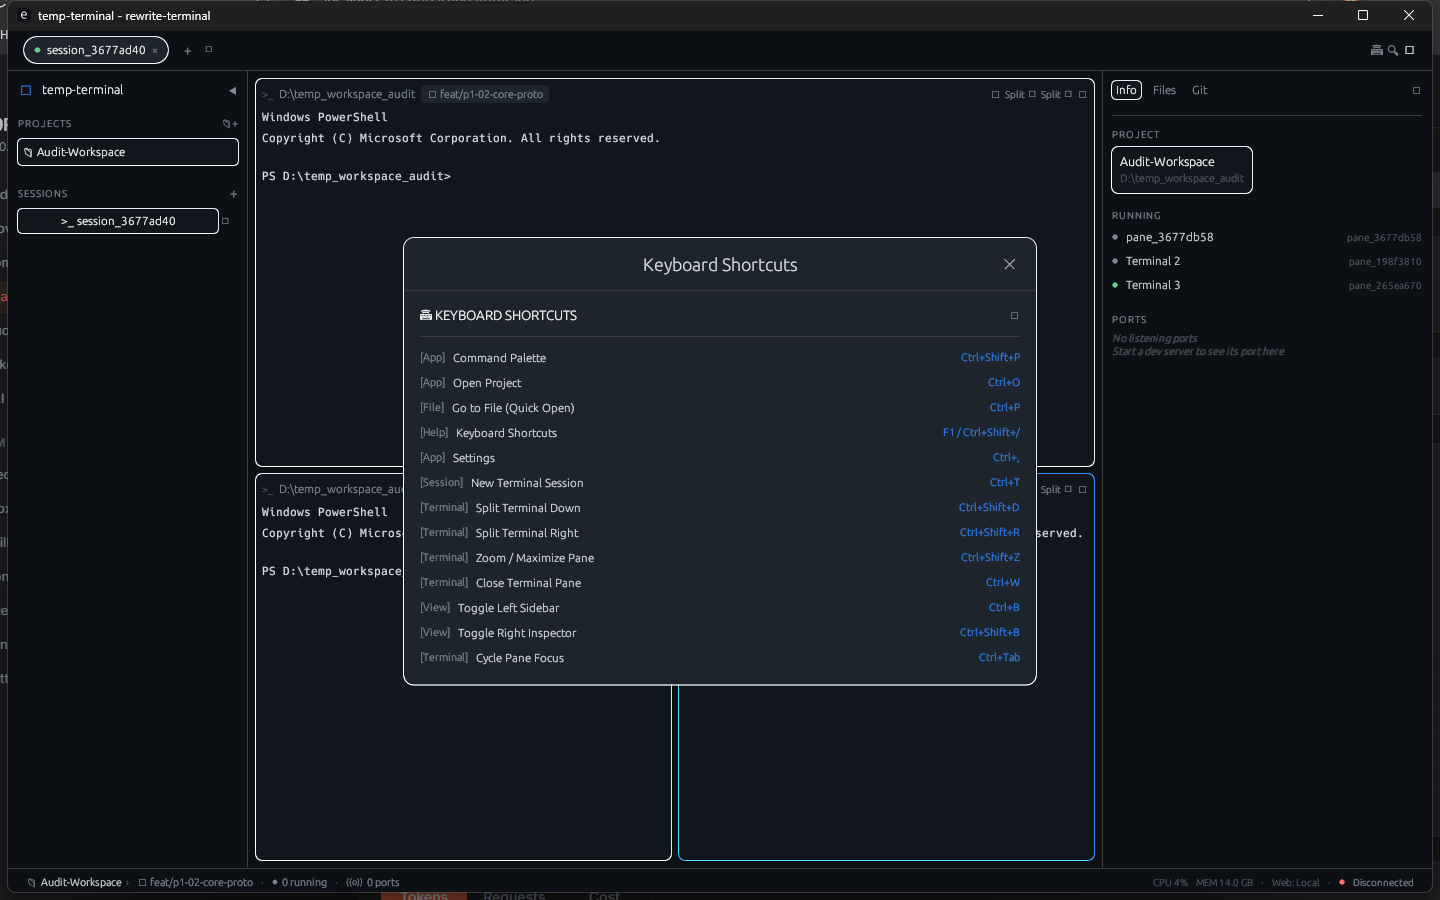 temp-terminal - rewrite-terminal
session_3677ad40 × +
temp-terminal
PROJECTS
Audit-Workspace
SESSIONS +
>_ session_3677ad40
>_ D:\temp_workspace_audit feat/p1-02-core-proto Split Split
Windows PowerShell
Copyright (C) Microsoft Corporation. All rights reserved.
PS D:\temp_workspace_audit>
Keyboard Shortcuts
KEYBOARD SHORTCUTS
[App] Command Palette Ctrl+Shift+P
[App] Open Project Ctrl+O
[File] Go to File (Quick Open) Ctrl+P
[Help] Keyboard Shortcuts F1 / Ctrl+Shift+/
[App] Settings Ctrl+,
[Session] New Terminal Session Ctrl+T
[Terminal] Split Terminal Down Ctrl+Shift+D
[Terminal] Split Terminal Right Ctrl+Shift+R
[Terminal] Zoom / Maximize Pane Ctrl+Shift+Z
[Terminal] Close Terminal Pane Ctrl+W
[View] Toggle Left Sidebar Ctrl+B
[View] Toggle Right Inspector Ctrl+Shift+B
[Terminal] Cycle Pane Focus Ctrl+Tab
>_ D:\temp_workspace_au
Windows PowerShell
Copyright (C) Micros
PS D:\temp_workspace
Split
served.
Info Files Git
PROJECT
Audit-Workspace
D:\temp_workspace_audit
RUNNING
pane_3677db58 pane_3677db58
Terminal 2 pane_198f3810
Terminal 3 pane_265ea670
PORTS
No listening ports
Start a dev server to see its port here
Audit-Workspace › feat/p1-02-core-proto · 0 running · ((o)) 0 ports
CPU 4% MEM 14.0 GB · Web: Local · Disconnected
Tokens Requests Cost